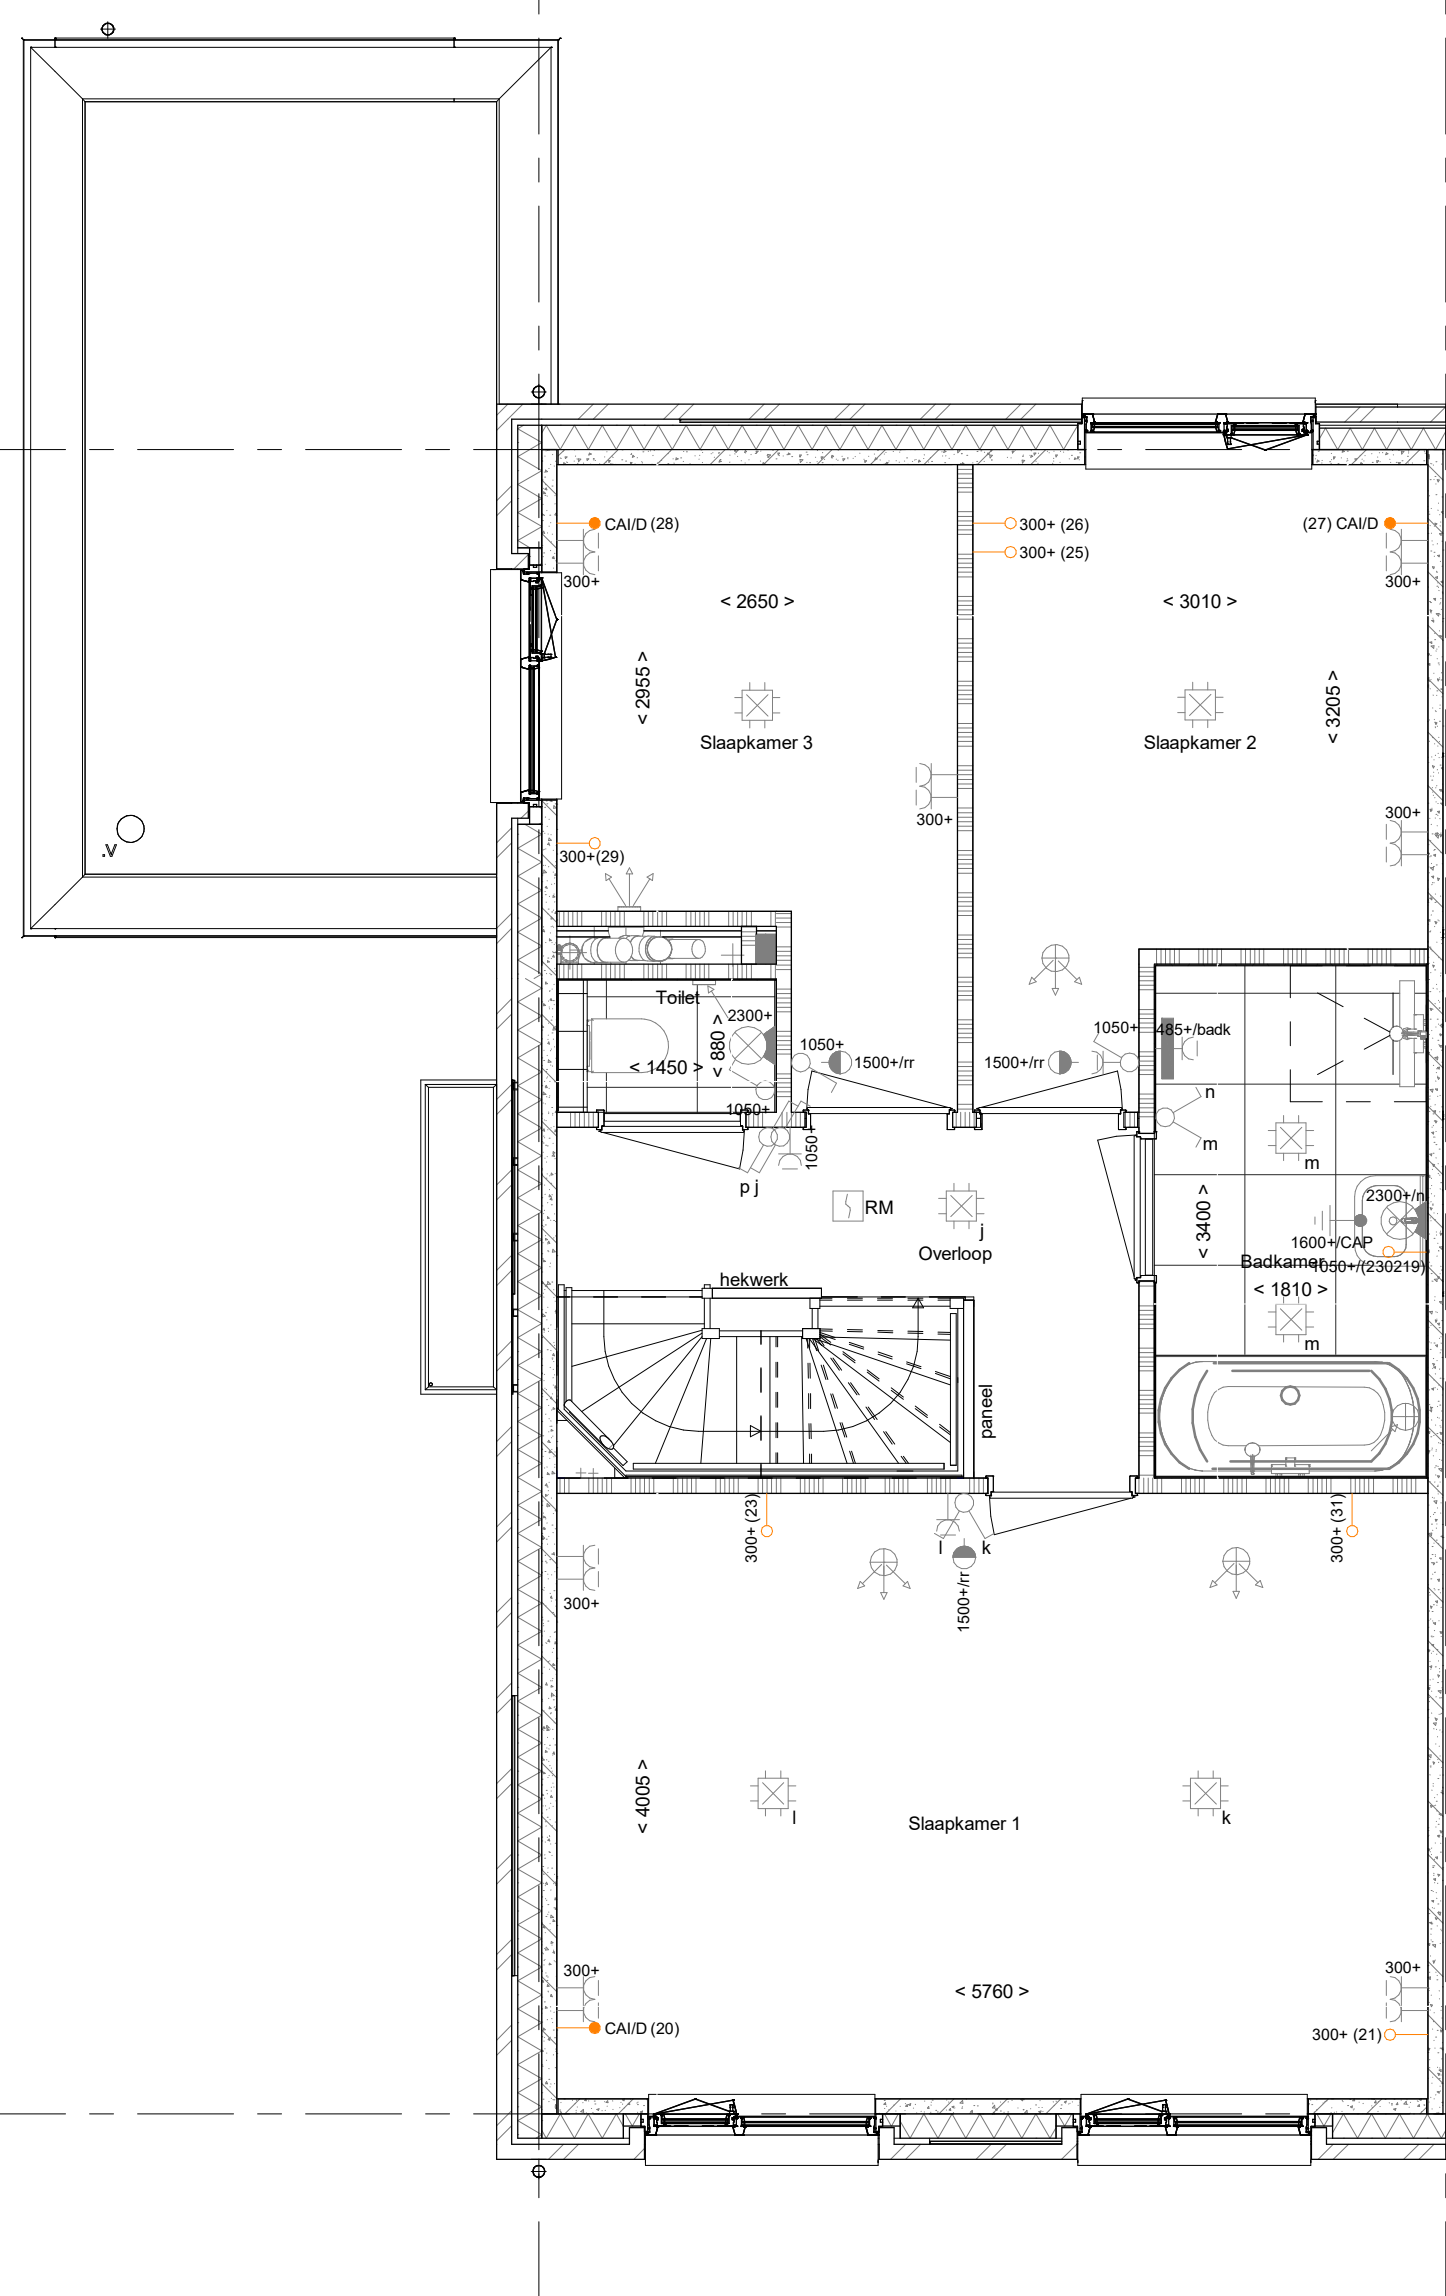 CAI/D (28)
300+ (26)
(27) CAI/D
300+ (25)
300+
300+
< 2650 >
< 3010 >
< 2955 >
< 3205 >
Slaapkamer 3
Slaapkamer 2
300+
300+
300+(29)
V.
Toilet
2300+
< 880 >
< 1450 >
1050+
1050+
1500+/rr
1500+/rr
1050+
485+/badk
1050+
p j
n
m
m
RM
j
Overloop
< 3400 >
2300+/n
1600+/CAP
Badkamer
1050+/(230219)
< 1810 >
m
hekwerk
paneel
300+ (23)
l
k
1500+/rr
300+ (31)
300+
< 4005 >
l
Slaapkamer 1
k
300+
300+
< 5760 >
CAI/D (20)
300+ (21)